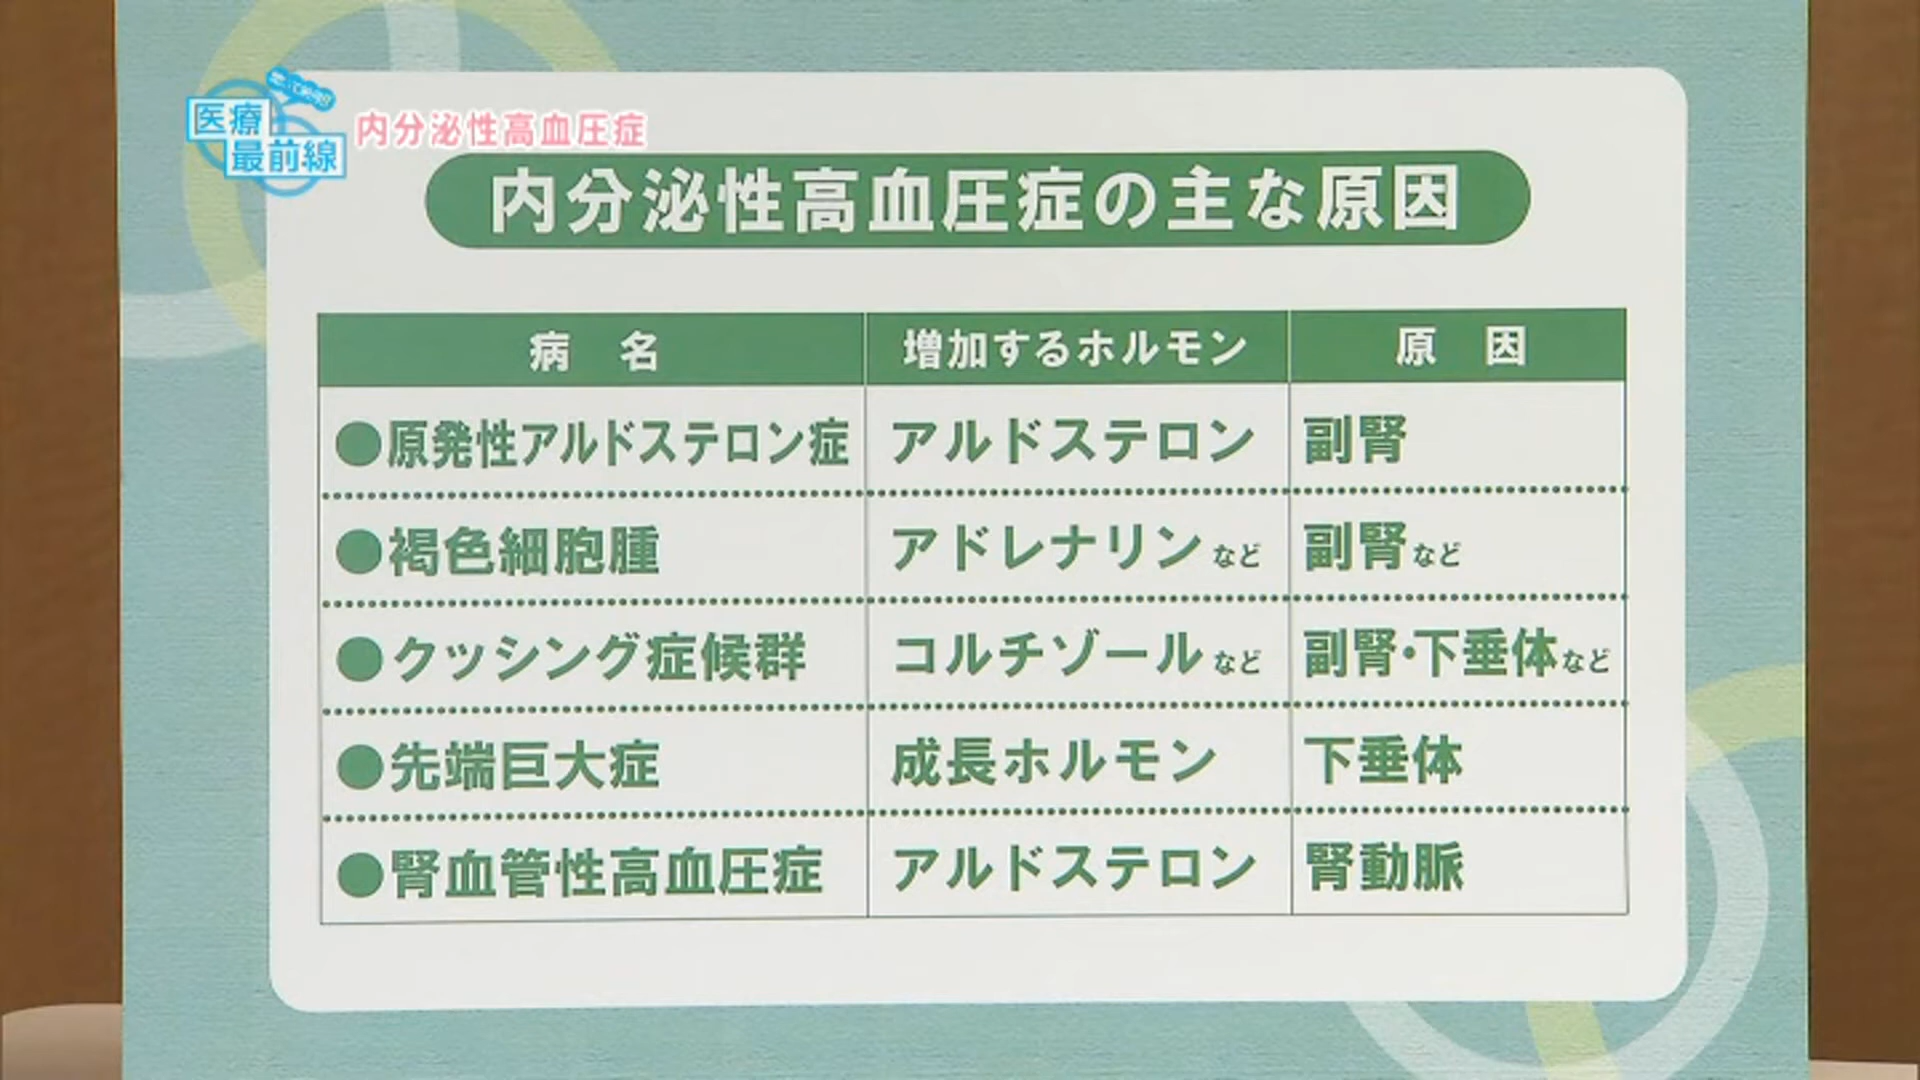 医療
最前線
内分泌性高血圧症
内分泌性高血圧症の主な原因
病 名 増加するホルモン 原 因
●原発性アルドステロン症 アルドステロン 副腎
●褐色細胞腫 アドレナリンなど 副腎など
●クッシング症候群 コルチゾールなど 副腎・下垂体など
●先端巨大症 成長ホルモン 下垂体
●腎血管性高血圧症 アルドステロン 腎動脈